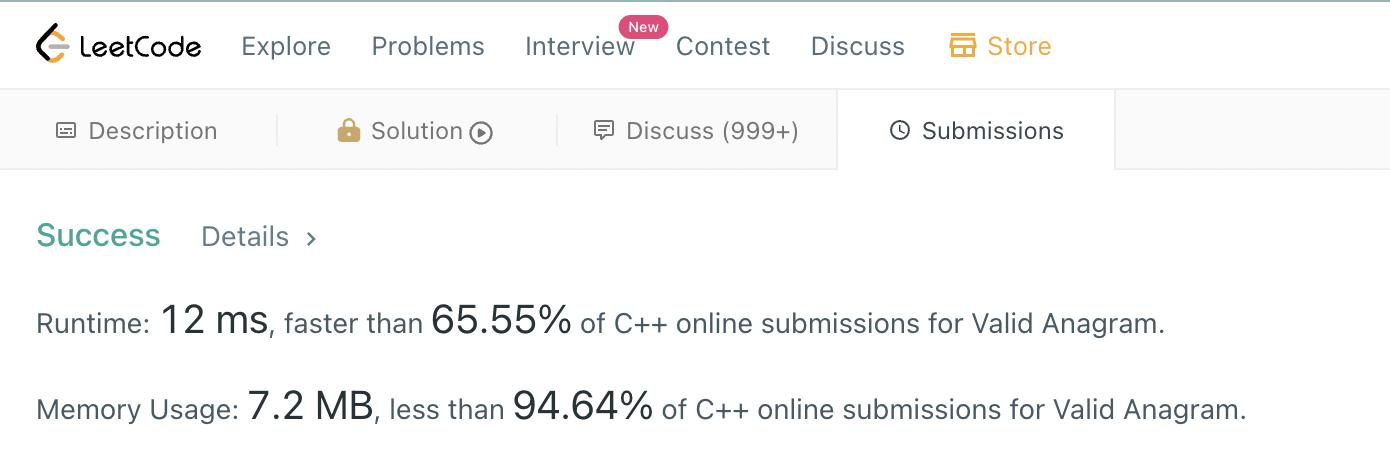 New
LeetCode Explore Problems Interview Contest Discuss Store
Description Solution Discuss (999+) Submissions
Success Details >
Runtime: 12 ms, faster than 65.55% of C++ online submissions for Valid Anagram.
Memory Usage: 7.2 MB, less than 94.64% of C++ online submissions for Valid Anagram.